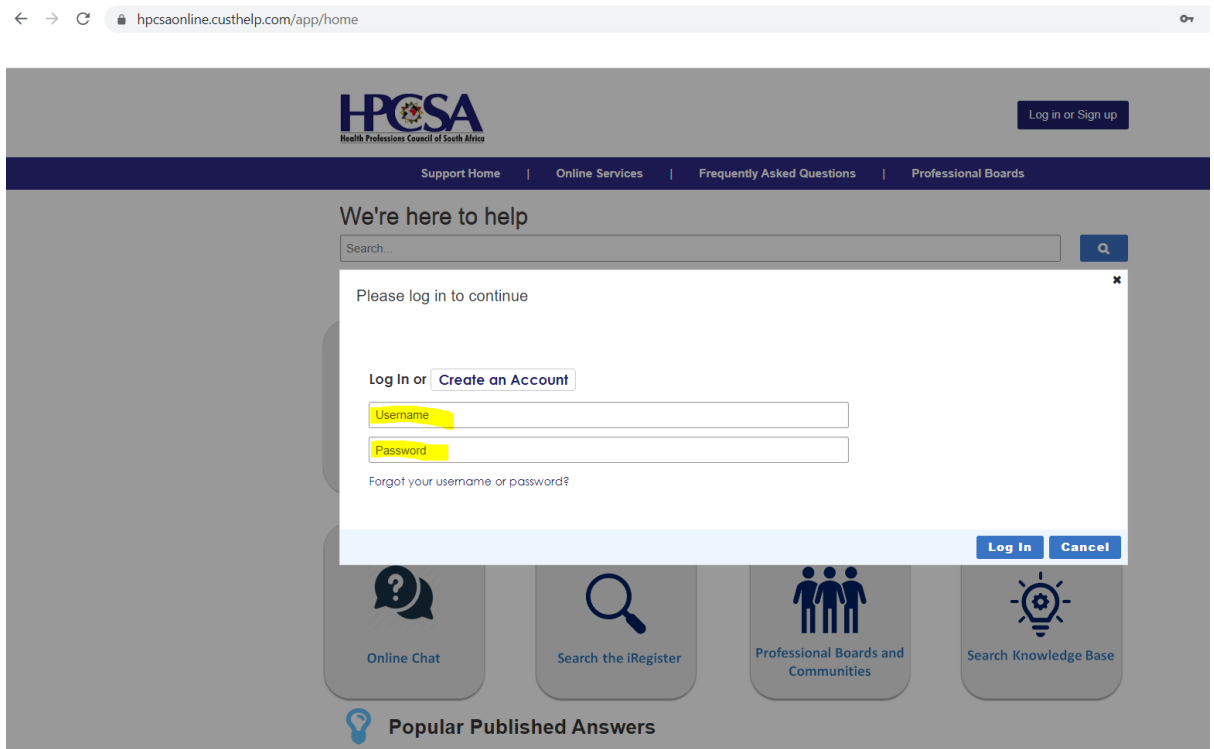 hpcsaonline.custhelp.com/app/home
HPCSA
Health Professions Council of South Africa
Log in or Sign up
Support Home | Online Services | Frequently Asked Questions | Professional Boards
We're here to help
Search...
Please log in to continue
Log In or Create an Account
Username
Password
Forgot your username or password?
Log In Cancel
Online Chat
Search the iRegister
Professional Boards and
Communities
Search Knowledge Base
Popular Published Answers